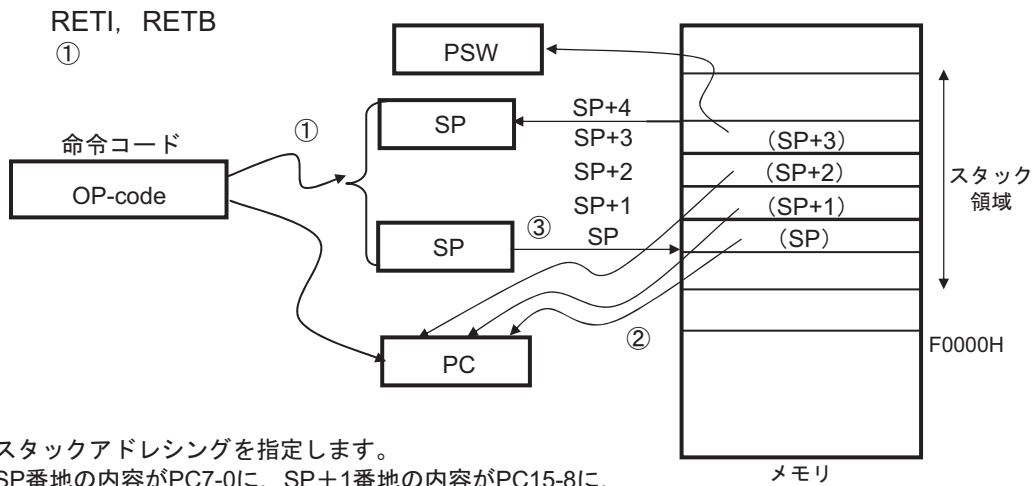 RETI, RETB
①
PSW
SP+4
SP
SP+3
（SP+3）
①
命令コード
SP+2
（SP+2）
スタック
領域
OP-code
SP+1
（SP+1）
③
SP
SP
（SP）
②
F0000H
PC
スタックアドレシングを指定します。
SP番地の内容がPC7-0に，SP＋1番地の内容がPC15-8に，
メモリ